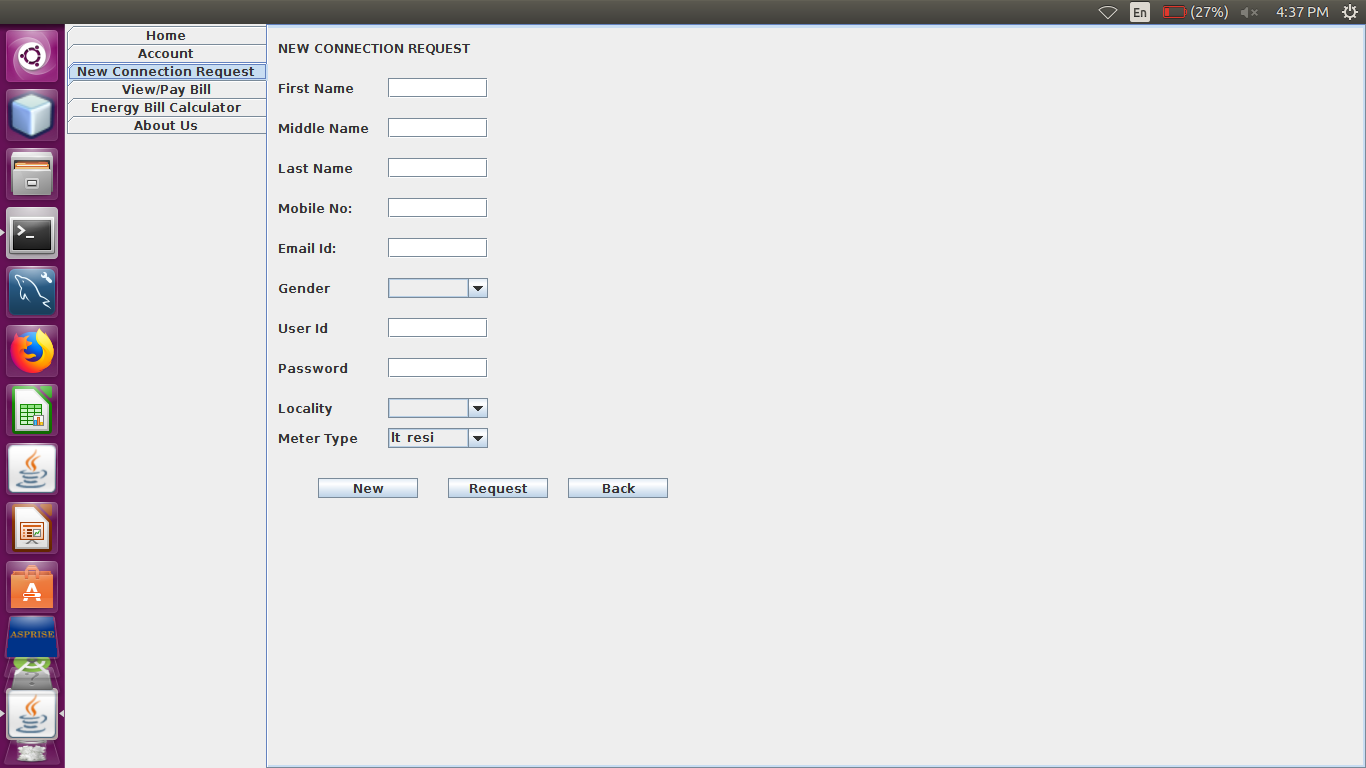 En (27%) 4:37 PM
Home
Account
New Connection Request
View/Pay Bill
Energy Bill Calculator
About Us
NEW CONNECTION REQUEST
First Name
Middle Name
Last Name
Mobile No:
Email Id:
Gender
User Id
Password
Locality
Meter Type lt_resi
New Request Back
>_
A
ASPRISE
?